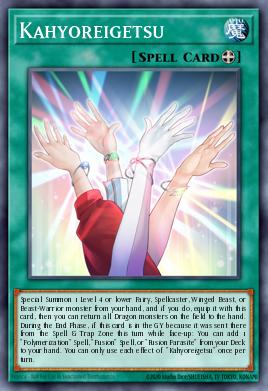 KAHYOREIGETSU
魔
[SPELL CARD]
Special Summon 1 Level 4 or lower Fairy, Spellcaster, Winged Beast, or
Beast-Warrior monster from your hand, and if you do, equip it with this
card, then you can return all Dragon monsters on the field to the hand.
During the End Phase, if this card is in the GY because it was sent there
from the Spell & Trap Zone this turn while face-up: You can add 1
"Polymerization" Spell, "Fusion" Spell, or "Fusion Parasite" from your Deck
to your hand. You can only use each effect of "Kahyoreigetsu" once per
turn.